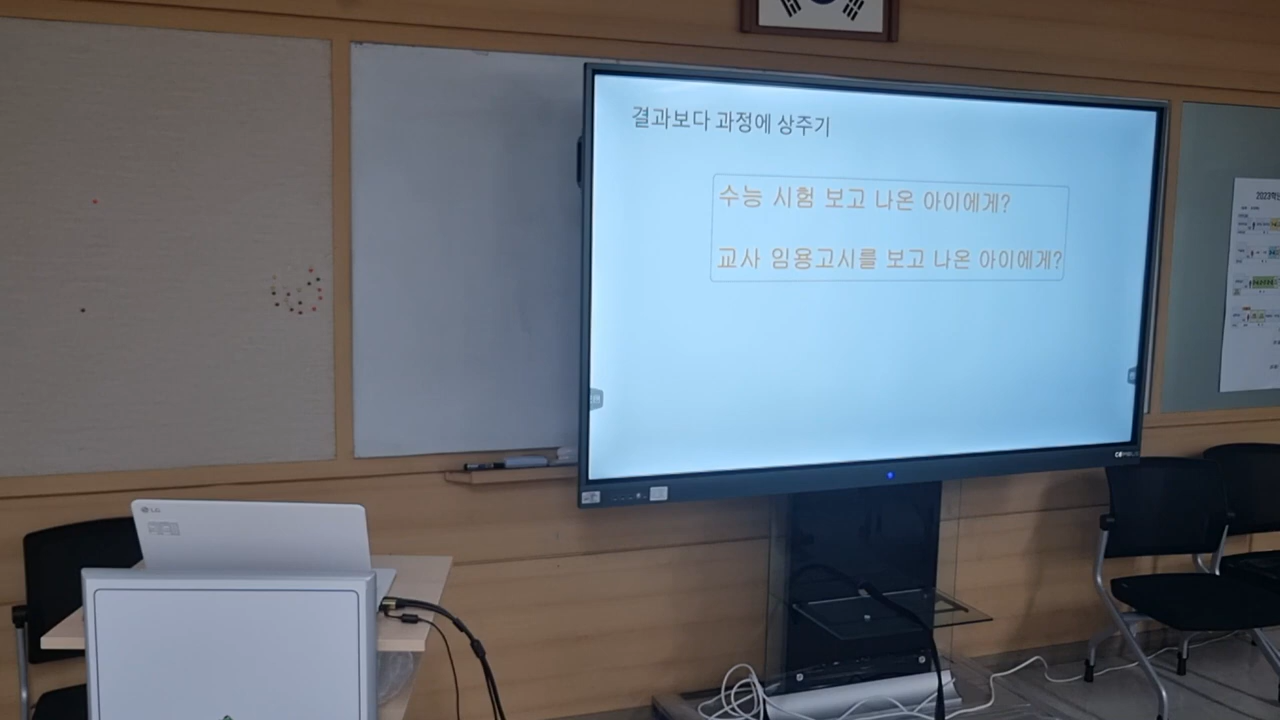 결과보다 과정에 상주기
수능 시험 보고 나온 아이에게?
교사 임용고시를 보고 나온 아이에게?
LG